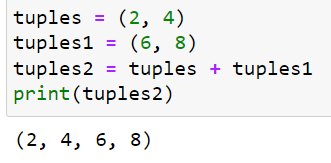 tuples = (2, 4)
tuples1 = (6, 8)
tuples2 = tuples + tuples1
print(tuples2)
(2, 4, 6, 8)